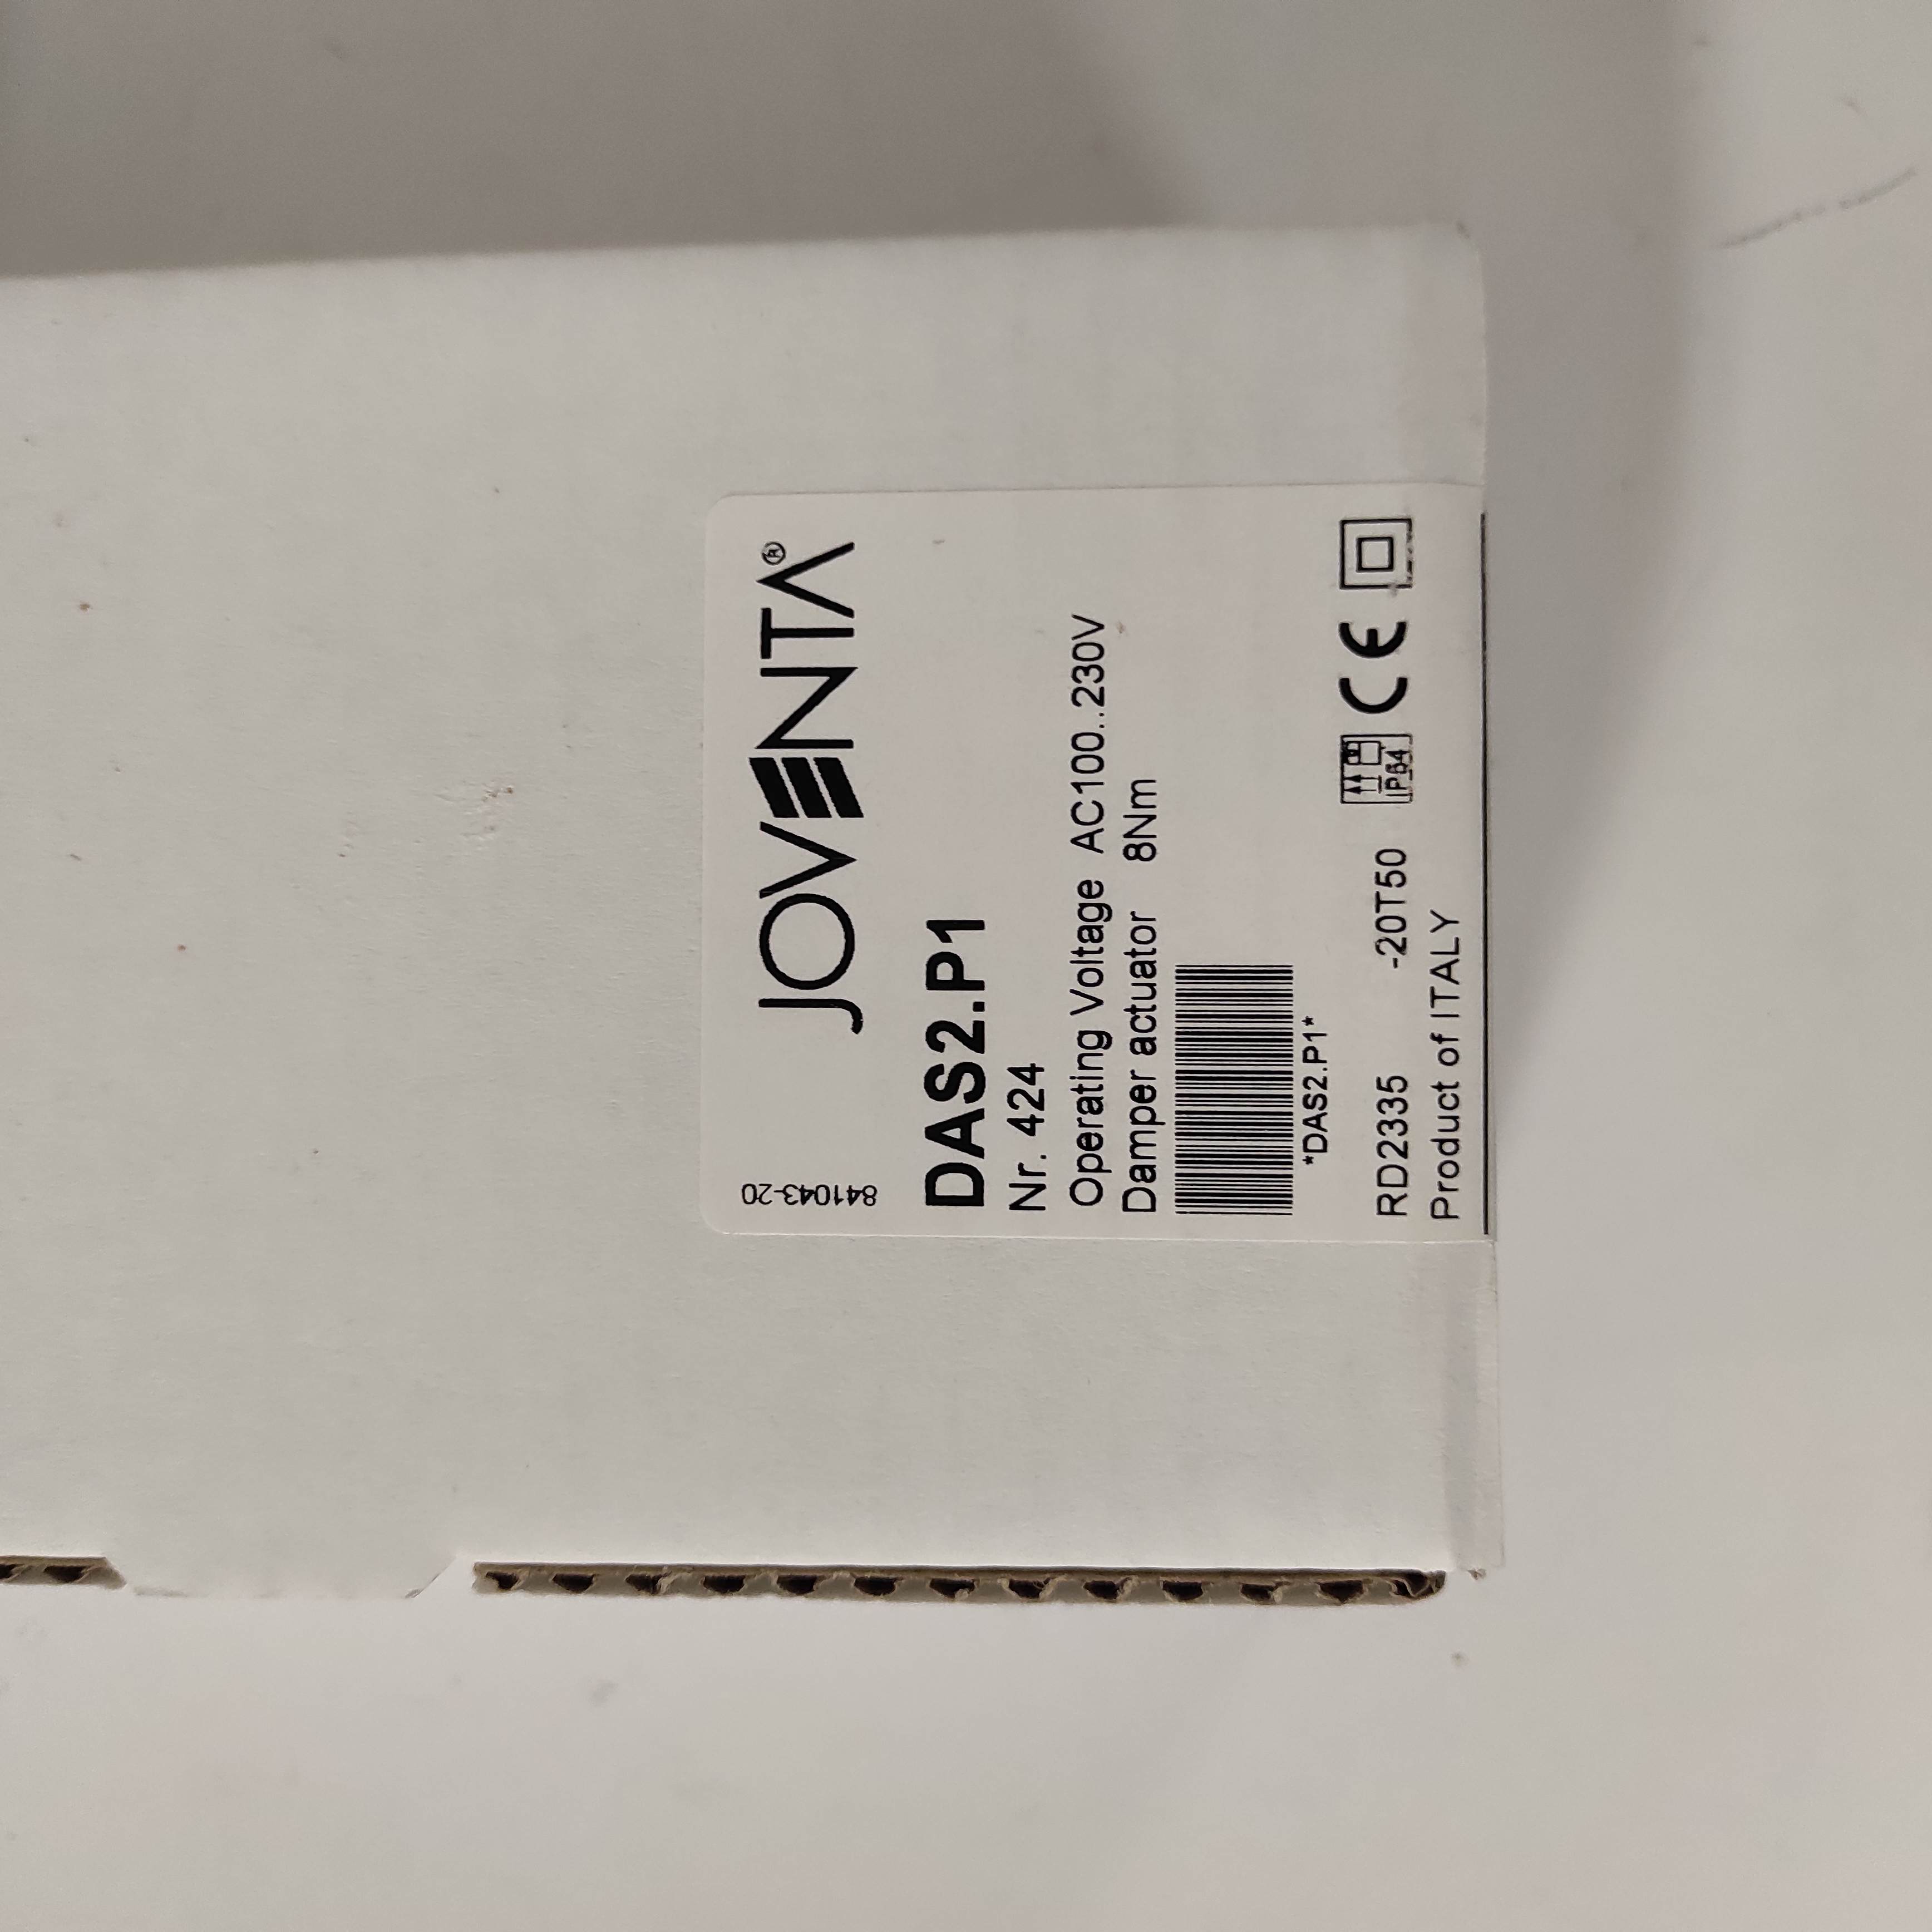 841043-20
JOVENTA®
DAS2.P1
Nr. 424
Operating Voltage AC100..230V
Damper actuator 8Nm
*DAS2.P1*
RD2335 -20T50 IP54 CE
Product of ITALY